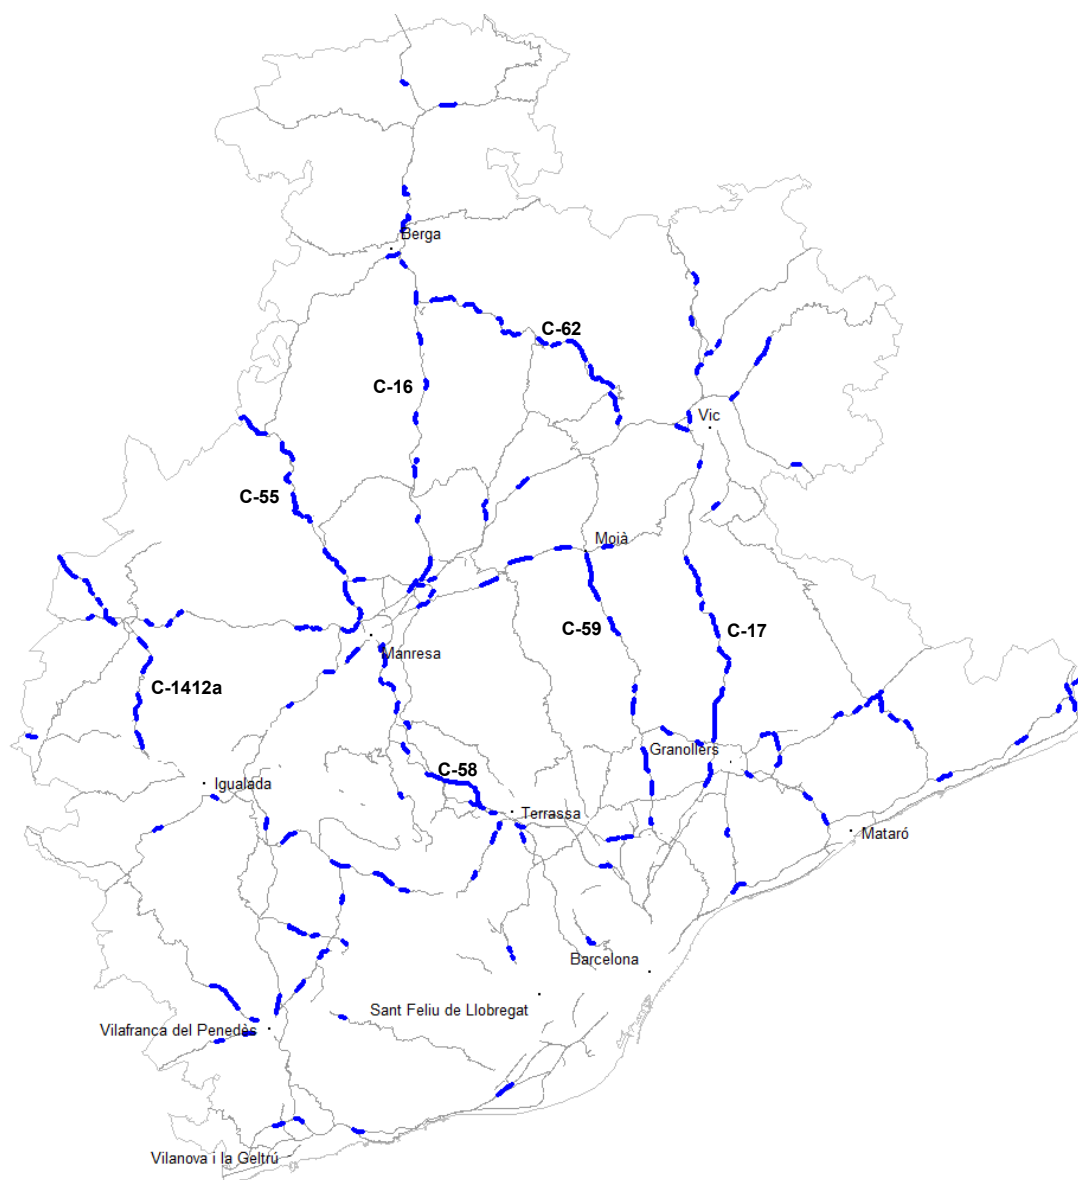 Berga
C-62
C-16
Vic
C-55
Moià
C-59
C-17
Manresa
C-1412a
Granollers
C-58
Igualada
Terrassa
Mataró
Barcelona
Sant Feliu de Llobregat
Vilafranca del Penedès
Vilanova i la Geltrú